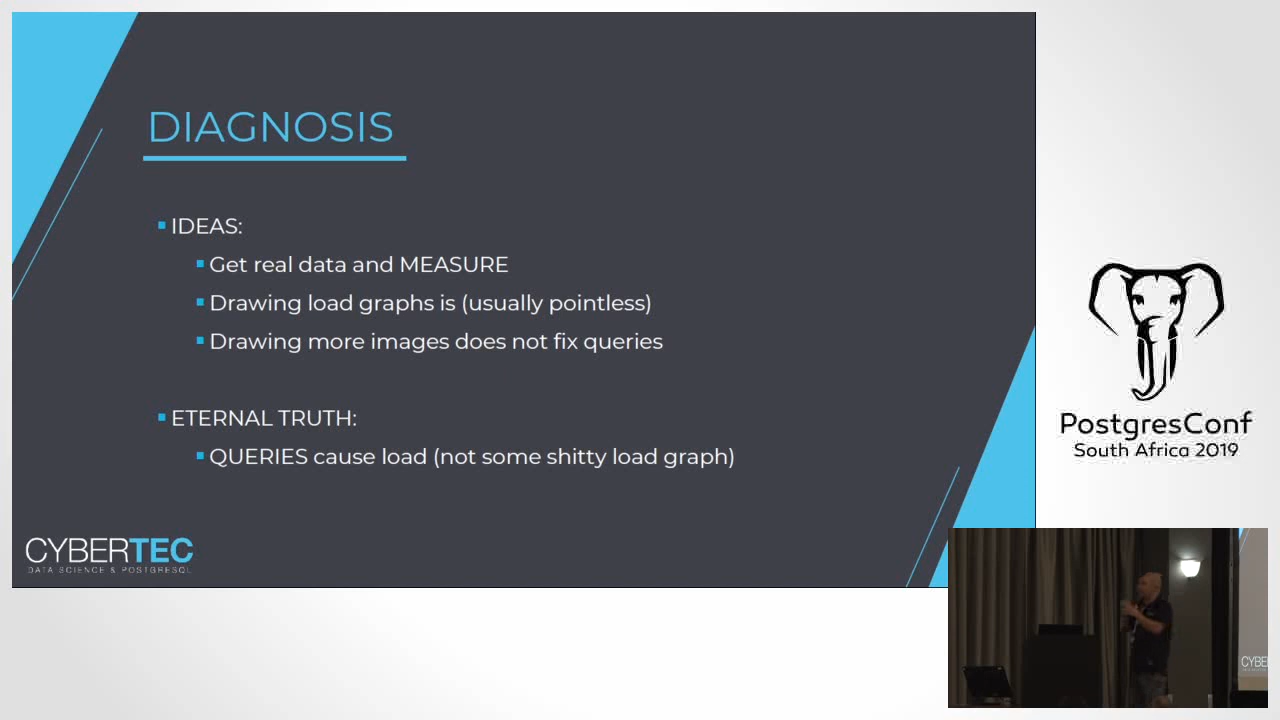 DIAGNOSIS
IDEAS:
Get real data and MEASURE
Drawing load graphs is (usually pointless)
Drawing more images does not fix queries
ETERNAL TRUTH:
QUERIES cause load (not some shitty load graph)
CYBERTEC
DATA SCIENCE & POSTGRESQL
PostgresConf
South Africa 2019
CYBE